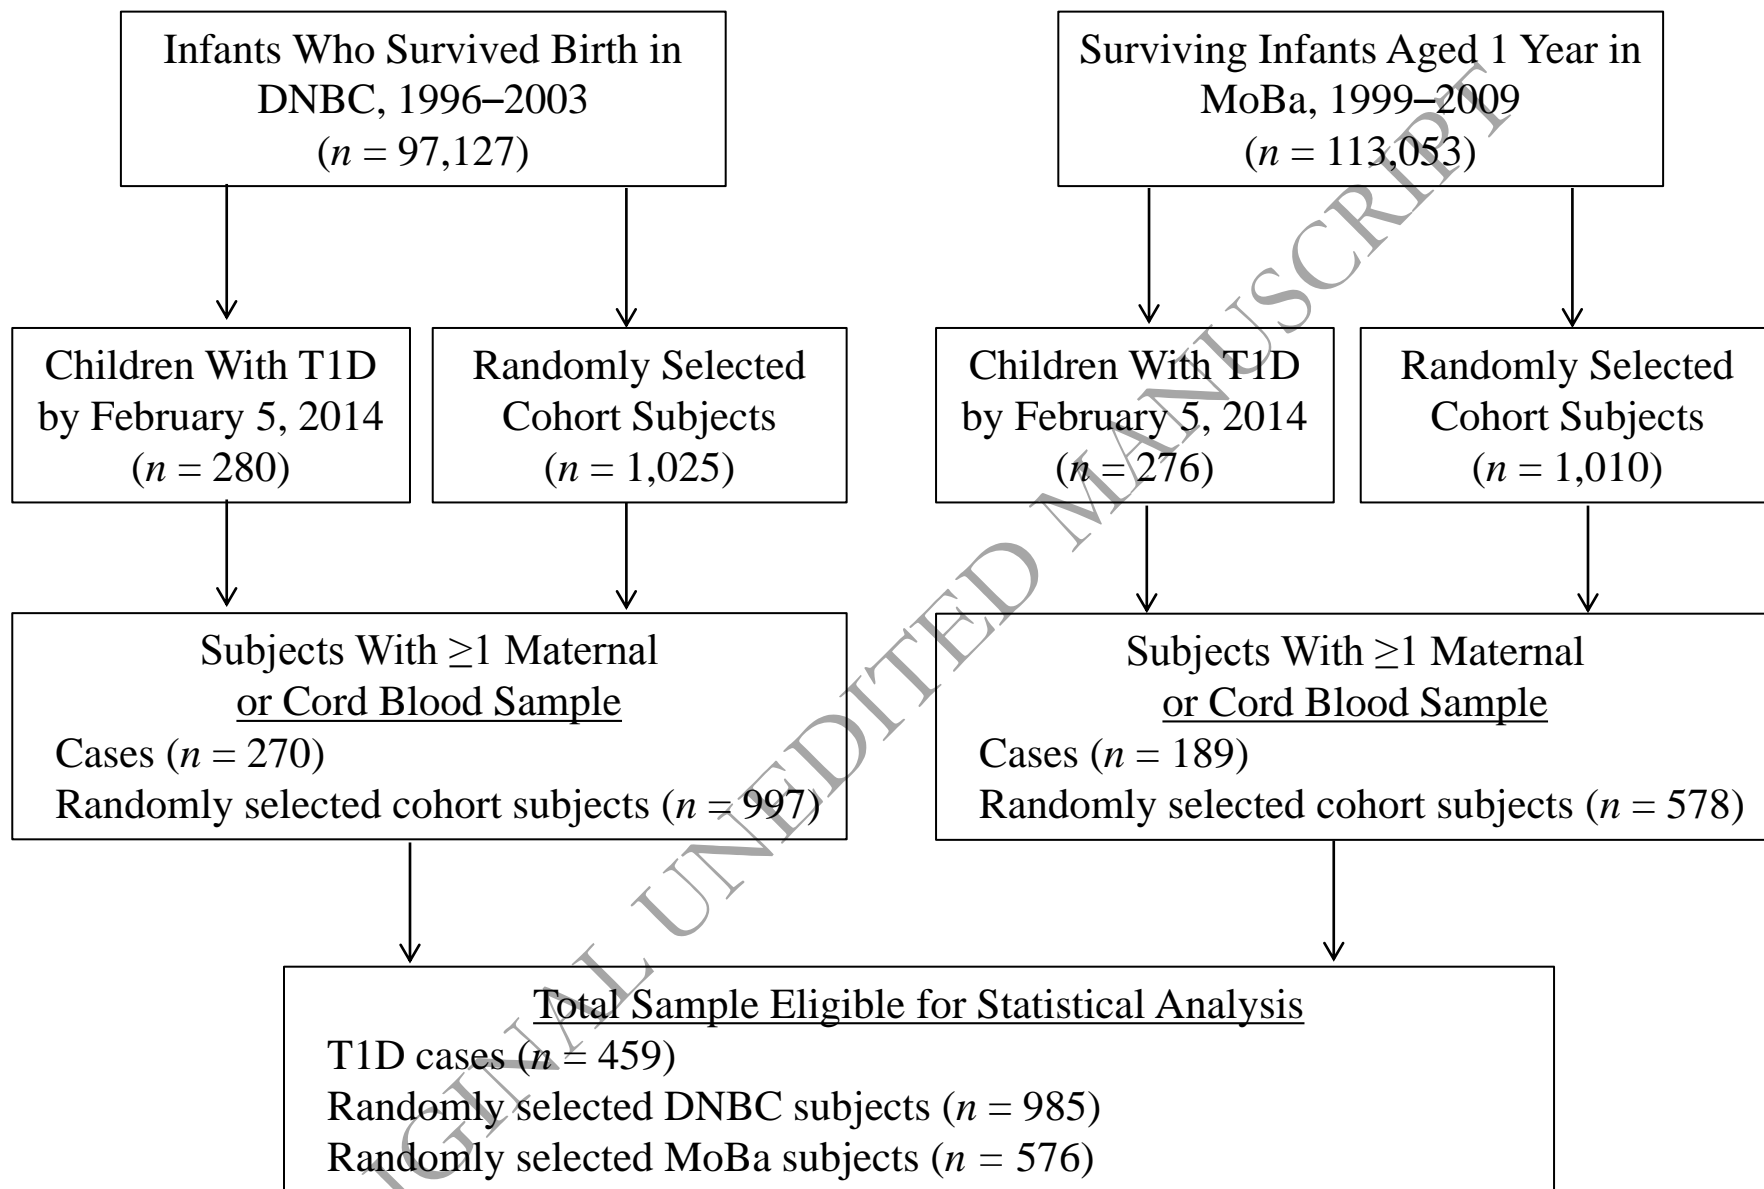 Infants Who Survived Birth in
DNBC, 1996–2003
(n = 97,127)
Surviving Infants Aged 1 Year in
MoBa, 1999–2009
(n = 113,053)
Children With T1D
by February 5, 2014
(n = 280)
Randomly Selected
Cohort Subjects
(n = 1,025)
Children With T1D
by February 5, 2014
(n = 276)
Randomly Selected
Cohort Subjects
(n = 1,010)
Subjects With ≥1 Maternal
or Cord Blood Sample
Cases (n = 270)
Randomly selected cohort subjects (n = 997)
Subjects With ≥1 Maternal
or Cord Blood Sample
Cases (n = 189)
Randomly selected cohort subjects (n = 578)
Total Sample Eligible for Statistical Analysis
T1D cases (n = 459)
Randomly selected DNBC subjects (n = 985)
Randomly selected MoBa subjects (n = 576)
IGINAL UNEDITED MANUSCRIPT